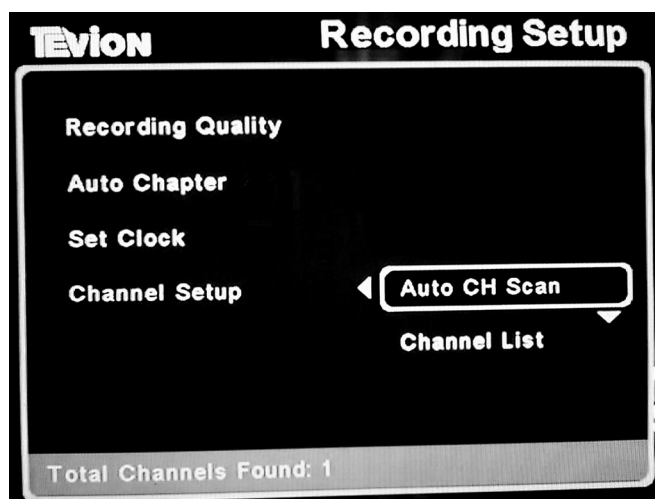 TEVION
Recording Setup
Recording Quality
Auto Chapter
Set Clock
Channel Setup
Auto CH Scan
Channel List
Total Channels Found: 1